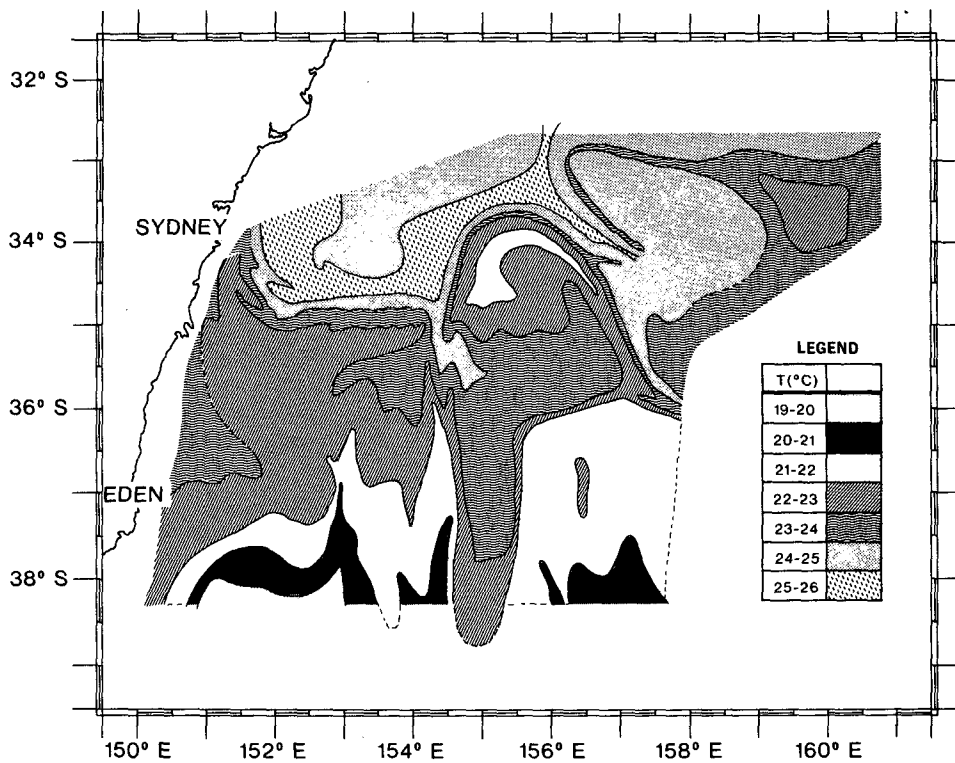 32° S
SYDNEY
34° S
LEGEND
T(°C)
19-20
36° S
20-21
21-22
EDEN
22-23
23-24
24-25
38° S
25-26
150° E 152° E 154° E 156° E 158° E 160° E